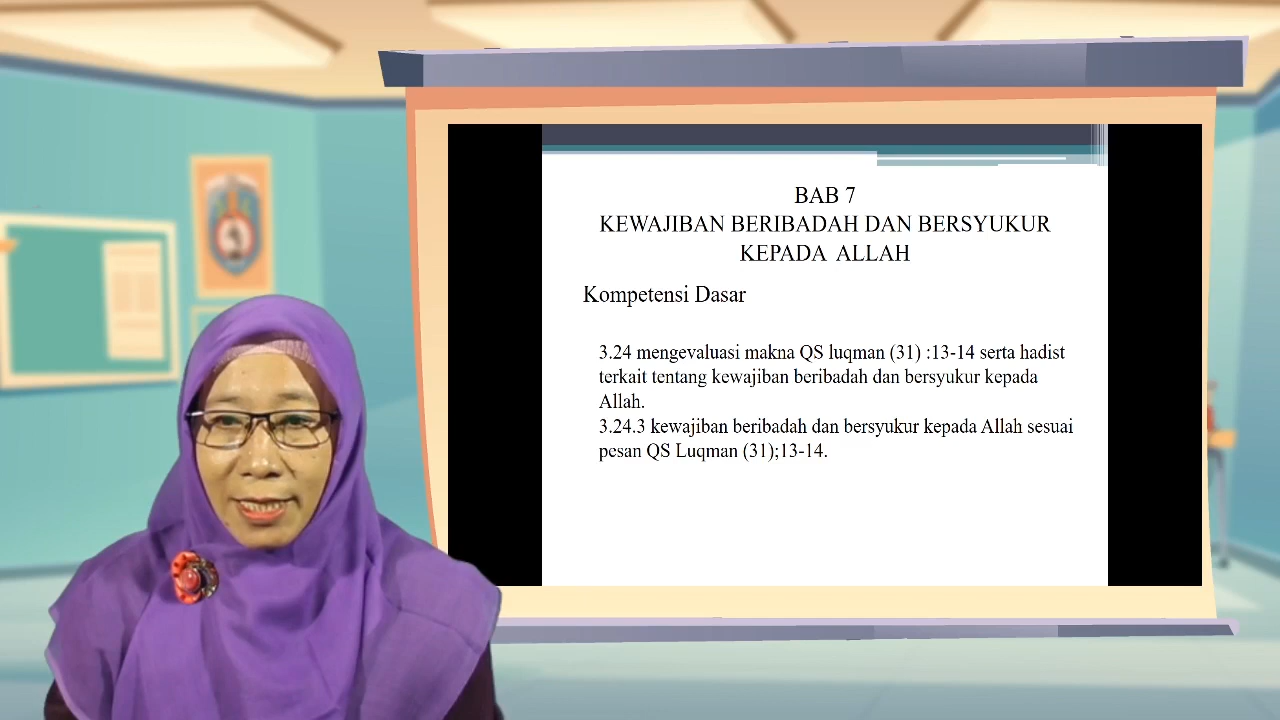 BAB 7
KEWAJIBAN BERIBADAH DAN BERSYUKUR
KEPADA ALLAH
Kompetensi Dasar
3.24 mengevaluasi makna QS luqman (31) :13-14 serta hadist
terkait tentang kewajiban beribadah dan bersyukur kepada
Allah.
3.24.3 kewajiban beribadah dan bersyukur kepada Allah sesuai
pesan QS Luqman (31);13-14.